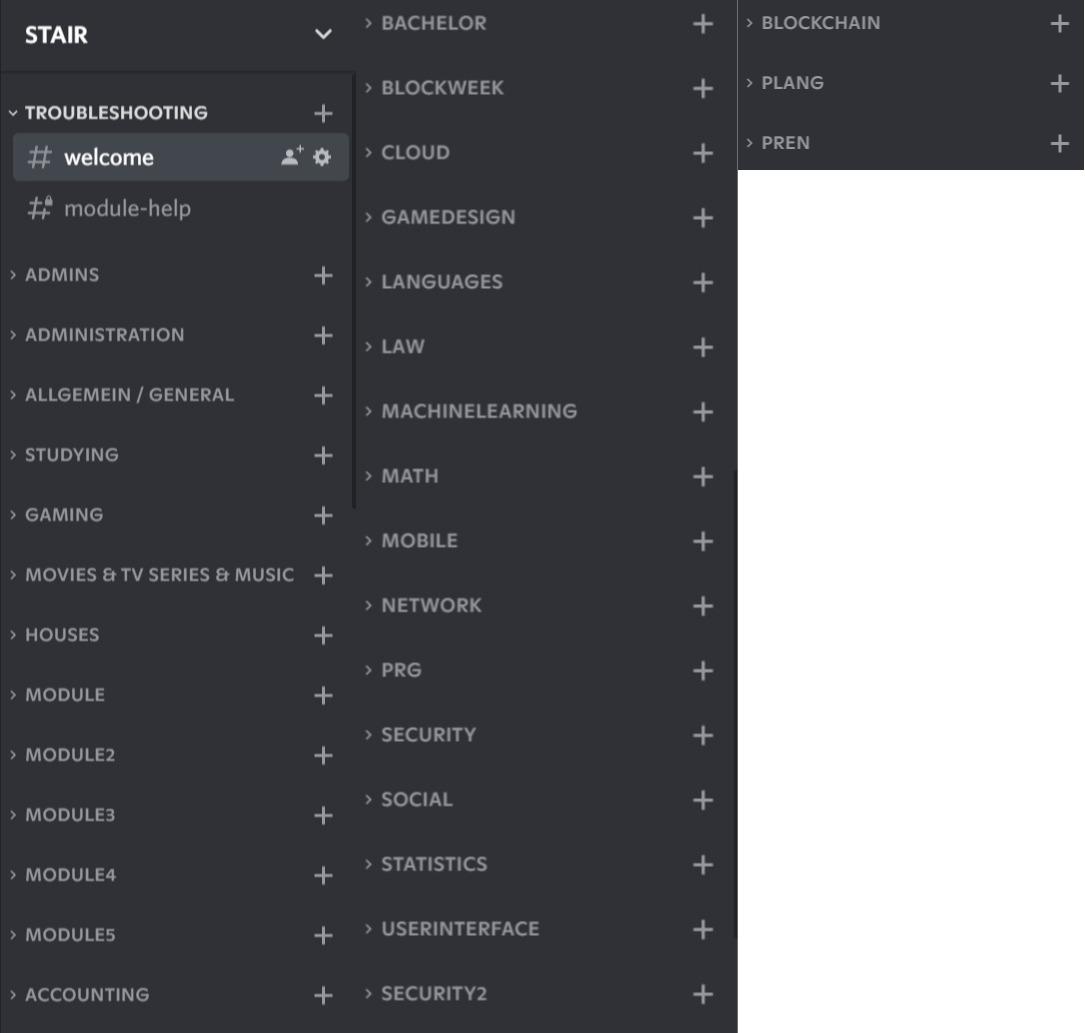 STAIR
TROUBLESHOOTING
welcome
module-help
ADMINS
ADMINISTRATION
ALLGEMEIN / GENERAL
STUDYING
GAMING
MOVIES & TV SERIES & MUSIC
HOUSES
MODULE
MODULE2
MODULE3
MODULE4
MODULE5
ACCOUNTING
BACHELOR
BLOCKWEEK
CLOUD
GAMEDESIGN
LANGUAGES
LAW
MACHINELEARNING
MATH
MOBILE
NETWORK
PRG
SECURITY
SOCIAL
STATISTICS
USERINTERFACE
SECURITY2
BLOCKCHAIN
PLANG
PREN